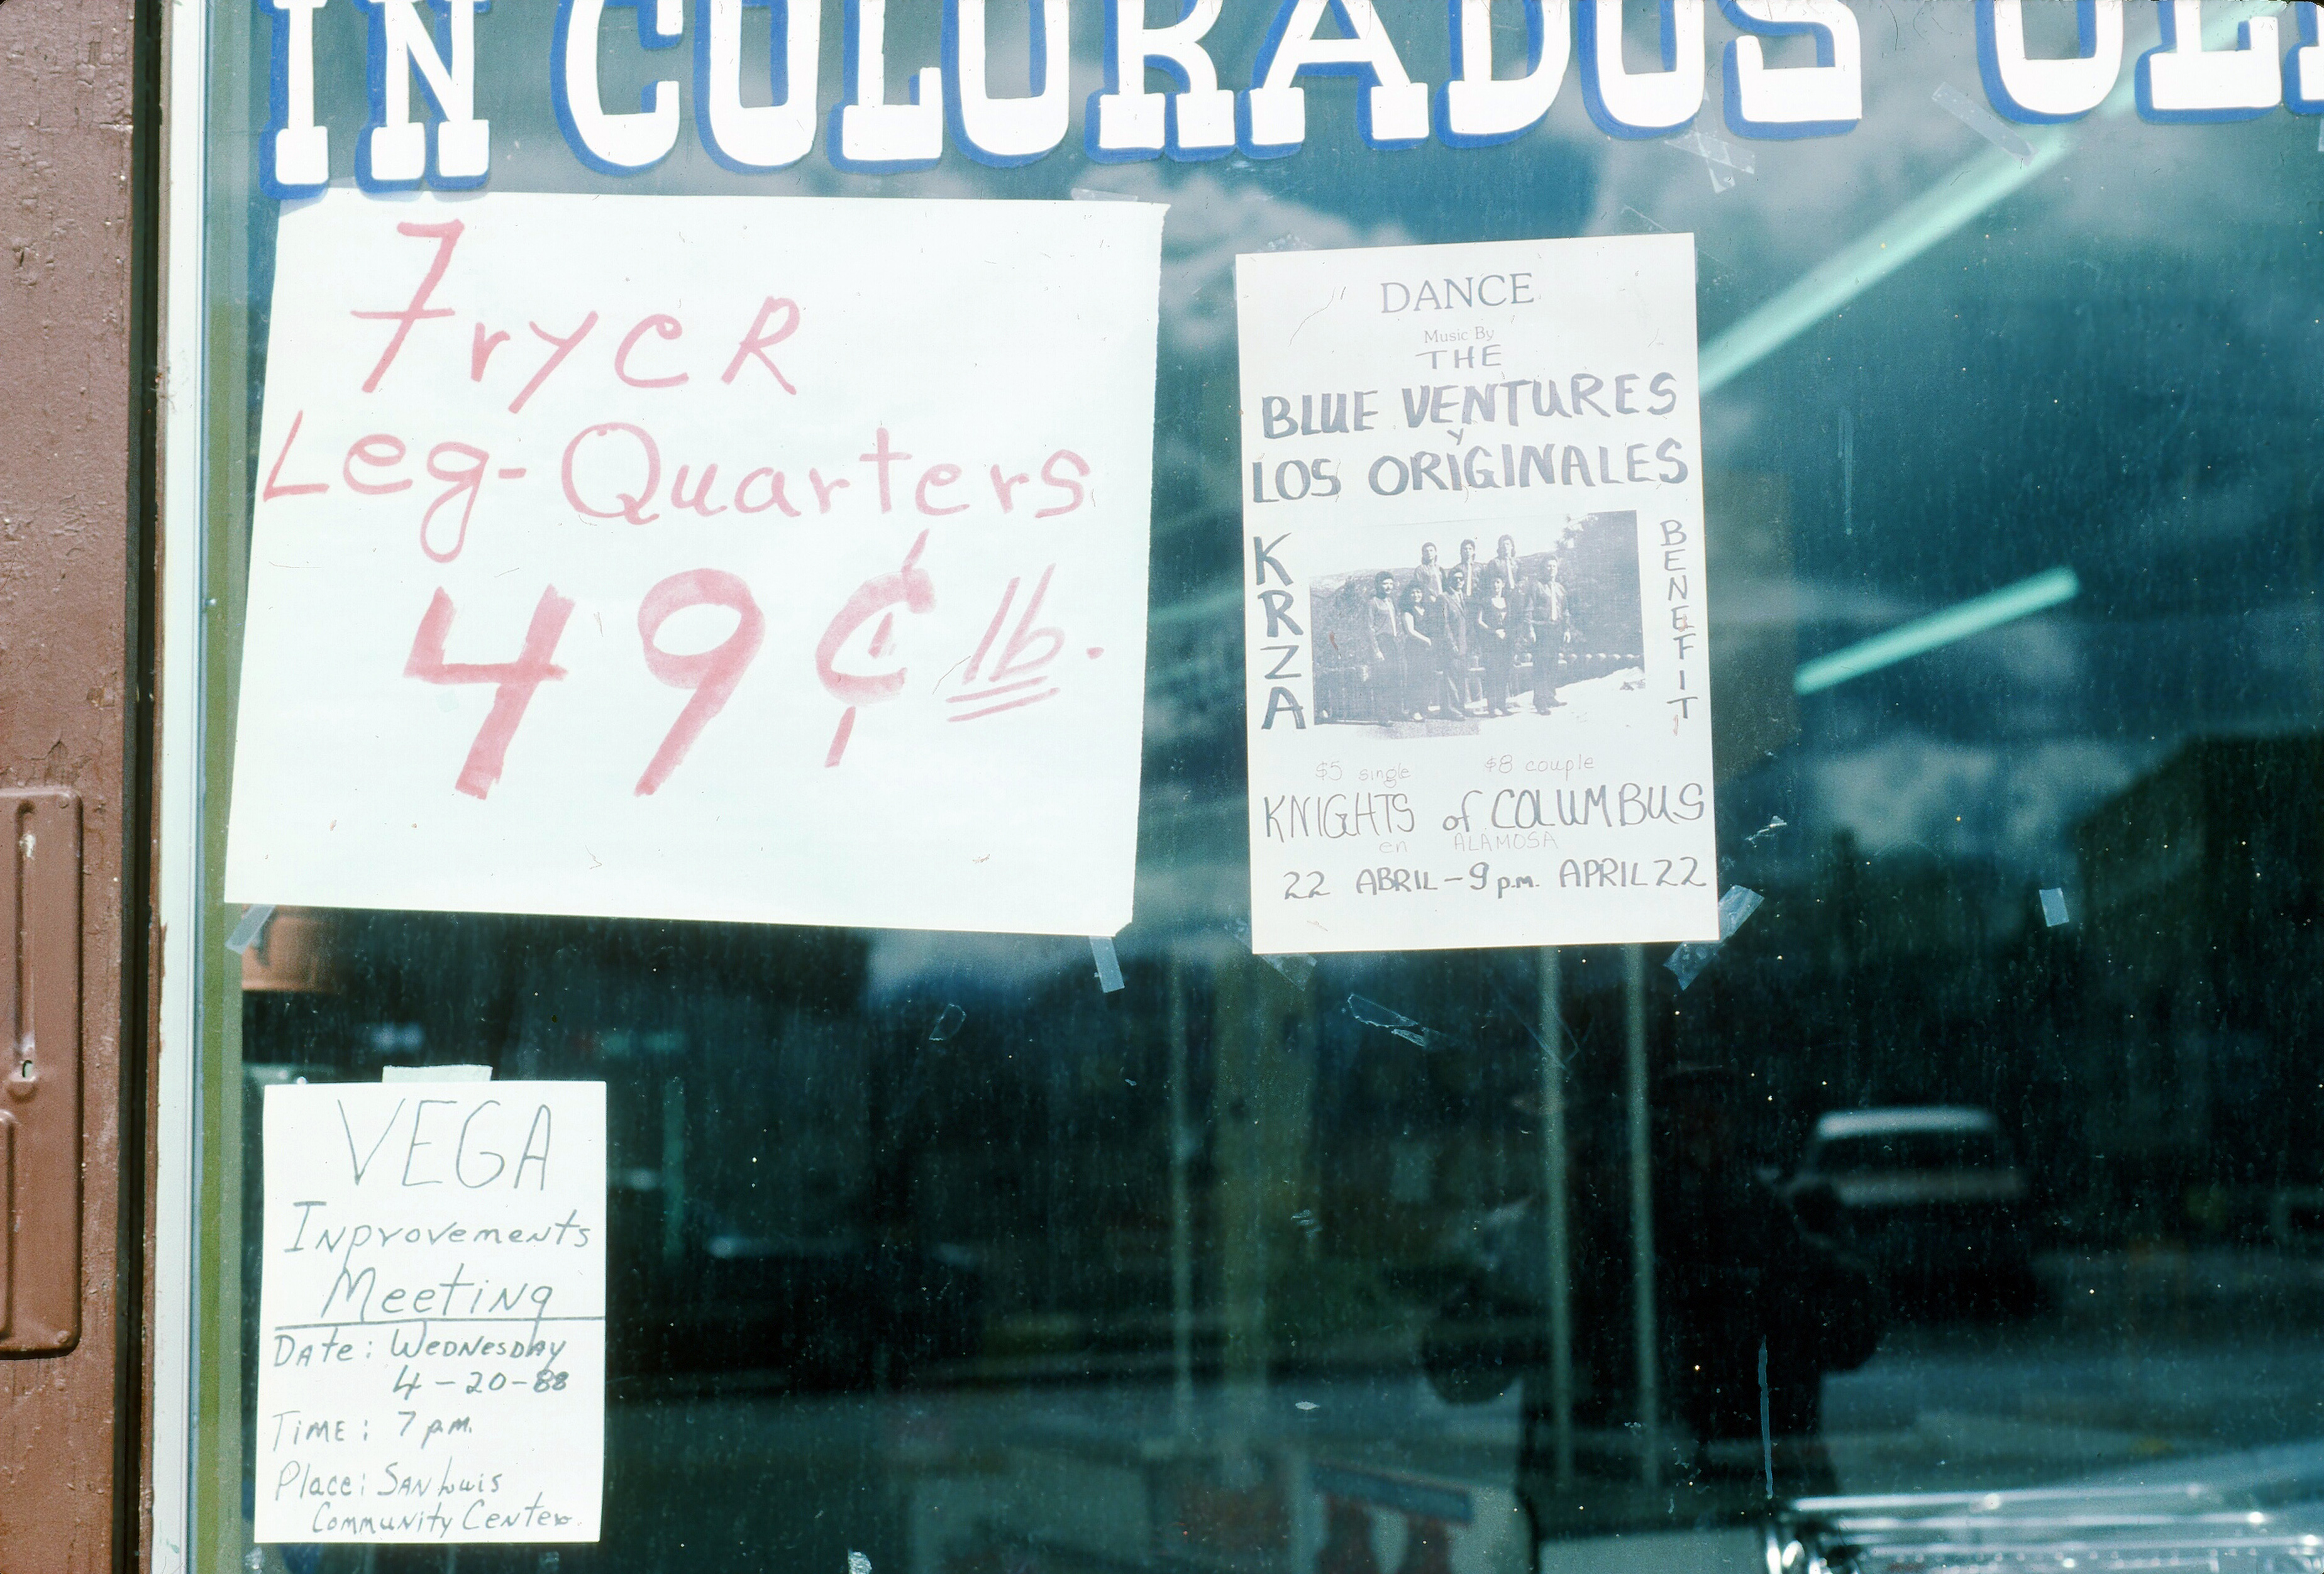 IN COLORADOS OL
FryeR
Leg-Quarters
49¢ lb.
DANCE
Music By
THE
BLUE VENTURES
y
LOS ORIGINALES
KRZA
BENEFIT
$5 single $8 couple
KNIGHTS of COLUMBUS
en ALAMOSA
22 ABRIL - 9 p.m. APRIL 22
VEGA
Inprovements
Meeting
Date: Wednesday
4-20-88
Time: 7 p.m.
Place: San Luis
Community Center